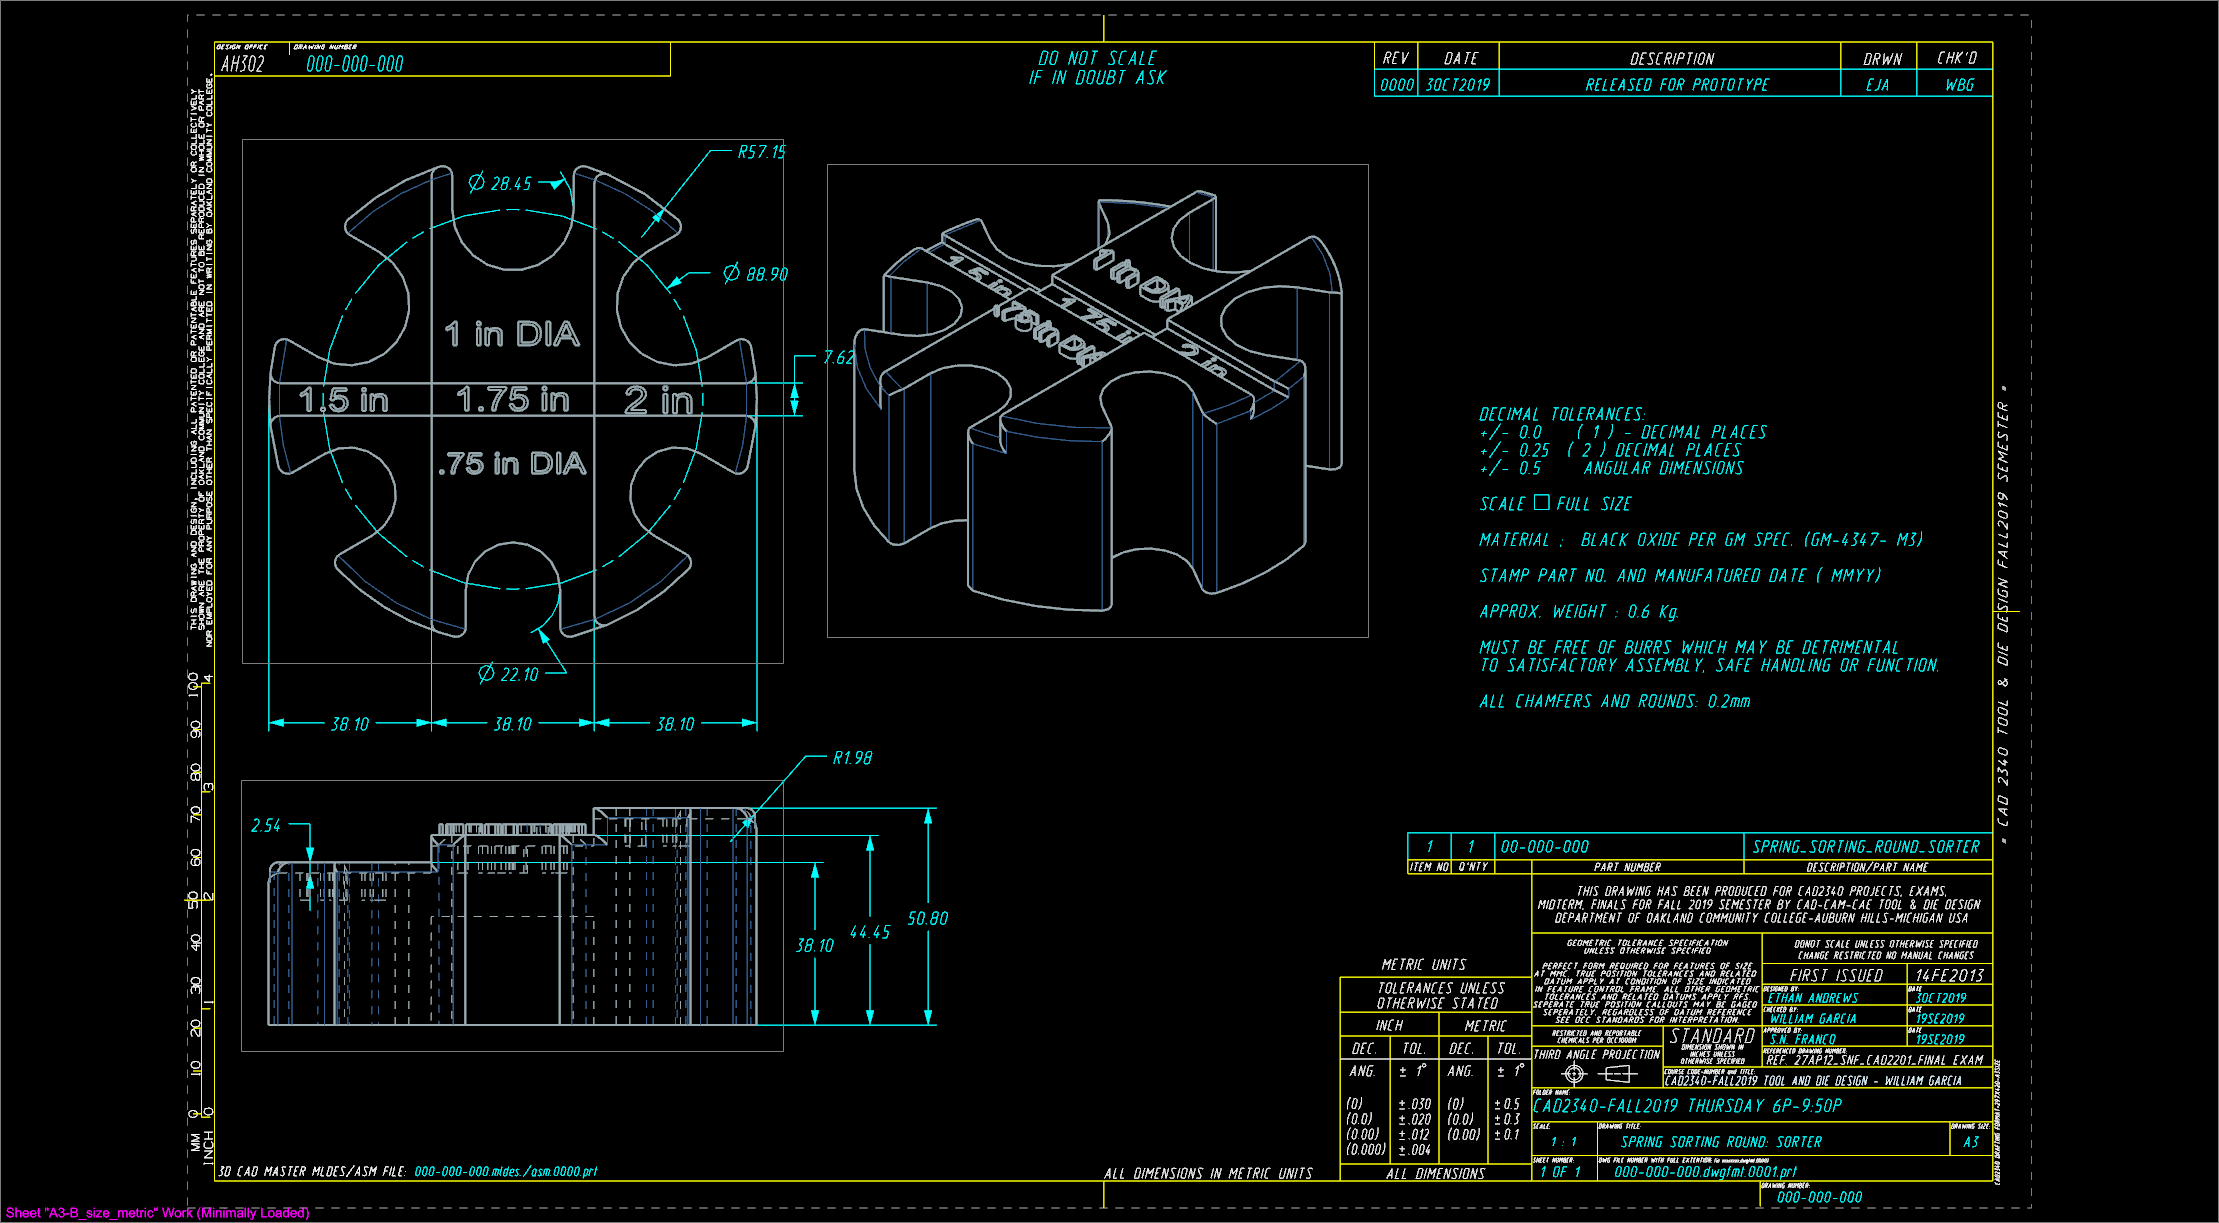 DESIGN OFFICE
AH302
DRAWING NUMBER
000-000-000
DO NOT SCALE
IF IN DOUBT ASK
REV DATE DESCRIPTION DRWN CHK'D
0000 30CT2019 RELEASED FOR PROTOTYPE EJA WBG
THIS DRAWING AND DESIGN, INCLUDING ALL PATENTED OR PATENTABLE FEATURES SEPARATELY OR COLLECTIVELY
SHOWN ARE THE PROPERTY OF OAKLAND COMMUNITY COLLEGE AND ARE NOT TO BE REPRODUCED IN WHOLE OR PART
NOR EMPLOYED FOR ANY PURPOSE OTHER THAN SPECIFICALLY PERMITTED IN WRITING BY OAKLAND COMMUNITY COLLEGE.
R57.15
Ø 28.45
Ø 88.90
7.62
1 in DIA
1.5 in
1.75 in
2 in
.75 in DIA
Ø 22.10
38.10
38.10
38.10
1.5 in
1 in DIA
1.75 in
.75 in DIA
2 in
DECIMAL TOLERANCES:
+/- 0.0 ( 1 ) - DECIMAL PLACES
+/- 0.25 ( 2 ) DECIMAL PLACES
+/- 0.5 ANGULAR DIMENSIONS
SCALE □ FULL SIZE
MATERIAL ; BLACK OXIDE PER GM SPEC. (GM-4347- M3)
STAMP PART NO. AND MANUFATURED DATE ( MMYY)
APPROX. WEIGHT : 0.6 Kg.
MUST BE FREE OF BURRS WHICH MAY BE DETRIMENTAL
TO SATISFACTORY ASSEMBLY, SAFE HANDLING OR FUNCTION.
ALL CHAMFERS AND ROUNDS: 0.2mm
" CAD 2340 TOOL & DIE DESIGN FALL2019 SEMESTER "
R1.98
2.54
38.10
44.45
50.80
100
90
80
70
60
50
40
30
20
10
0
MM
4
3
2
1
0
INCH
1 1 00-000-000 SPRING_SORTING_ROUND_SORTER
ITEM NO Q'NTY PART NUMBER DESCRIPTION/PART NAME
THIS DRAWING HAS BEEN PRODUCED FOR CAD2340 PROJECTS, EXAMS,
MIDTERM, FINALS FOR FALL 2019 SEMESTER BY CAD-CAM-CAE TOOL & DIE DESIGN
DEPARTMENT OF OAKLAND COMMUNITY COLLEGE-AUBURN HILLS-MICHIGAN USA
GEOMETRIC TOLERANCE SPECIFICATION
UNLESS OTHERWISE SPECIFIED
PERFECT FORM REQUIRED FOR FEATURES OF SIZE
AT MMC. TRUE POSITION TOLERANCES AND RELATED
DATUM APPLY AT CONDITION OF SIZE INDICATED
IN FEATURE CONTROL FRAME. ALL OTHER GEOMETRIC
TOLERANCES AND RELATED DATUMS APPLY RFS.
SEPERATE TRUE POSITION CALLOUTS MAY BE GAGED
SEPERATELY, REGARDLESS OF DATUM REFERENCE
SEE OCC STANDARDS FOR INTERPRETATION.
DONOT SCALE UNLESS OTHERWISE SPECIFIED
CHANGE RESTRICTED NO MANUAL CHANGES
FIRST ISSUED 14FE2013
DESIGNED BY:
ETHAN ANDREWS
DATE
30CT2019
CHECKED BY:
WILLIAM GARCIA
DATE
19SE2019
APPROVED BY:
S.N. FRANCO
DATE
19SE2019
RESTRICTED AND REPORTABLE
CHEMICALS PER OCC1000H
STANDARD
DIMENSION SHOWN IN
INCHES UNLESS
OTHERWISE SPECIFIED
REFERENCED DRAWING NUMBER:
REF. 27AP12_SNF_CAD2201_FINAL EXAM
THIRD ANGLE PROJECTION
COURSE CODE-NUMBER and TITLE:
CAD2340-FALL2019 TOOL AND DIE DESIGN - WILLIAM GARCIA
FOLDER NAME:
CAD2340-FALL2019 THURSDAY 6P-9:50P
SCALE:
1 : 1
DRAWING TITLE:
SPRING SORTING ROUND: SORTER
DRAWING SIZE:
A3
SHEET NUMBER:
1 OF 1
DWG FILE NUMBER WITH FULL EXTENTION:
000-000-000.dwgfmt.0001.prt
DRAWING NUMBER:
000-000-000
METRIC UNITS
TOLERANCES UNLESS
OTHERWISE STATED
INCH METRIC
DEC. TOL. DEC. TOL.
ANG. ± 1° ANG. ± 1°
(0) ±.030 (0) ±0.5
(0.0) ±.020 (0.0) ±0.3
(0.00) ±.012 (0.00) ±0.1
(0.000) ±.004
ALL DIMENSIONS
ALL DIMENSIONS IN METRIC UNITS
3D CAD MASTER MLDES/ASM FILE: 000-000-000.mldes./asm.0000.prt
Sheet "A3-B_size_metric" Work (Minimally Loaded)